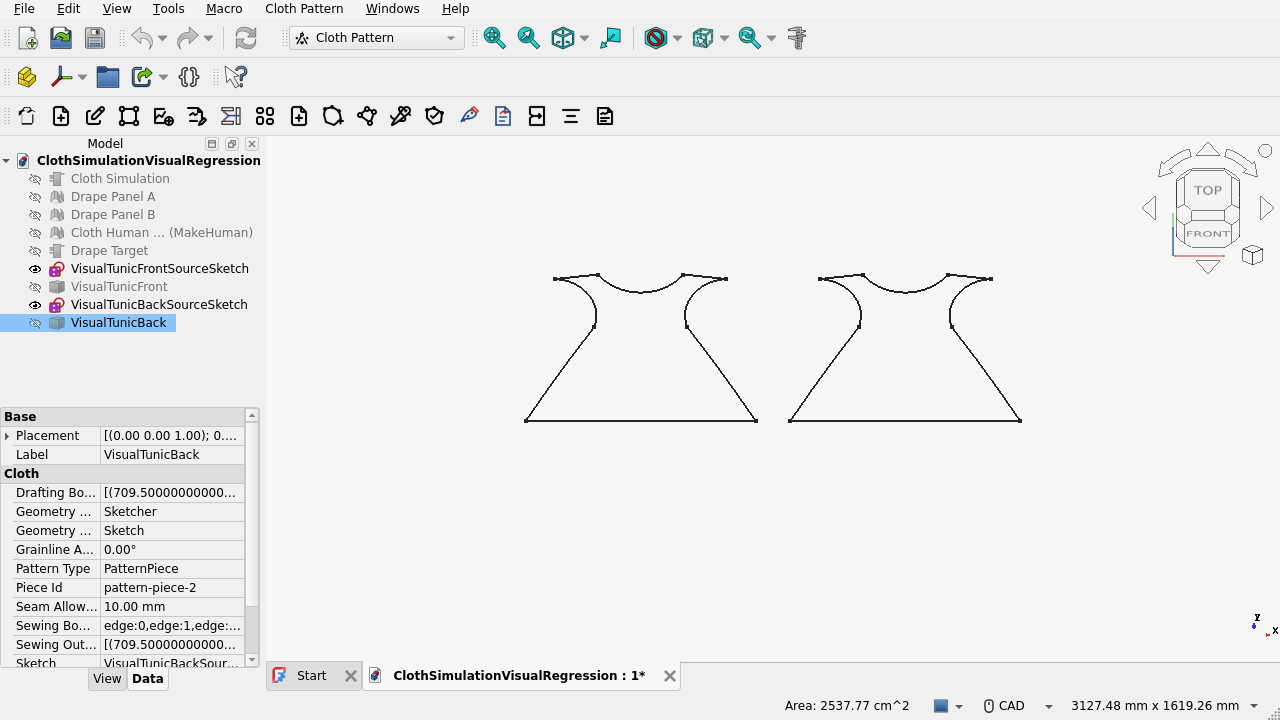 File Edit View Tools Macro Cloth Pattern Windows Help
Cloth Pattern
Model
ClothSimulationVisualRegression
Cloth Simulation
Drape Panel A
Drape Panel B
Cloth Human ... (MakeHuman)
Drape Target
VisualTunicFrontSourceSketch
VisualTunicFront
VisualTunicBackSourceSketch
VisualTunicBack
TOP
FRONT
Base
Placement [(0.00 0.00 1.00); 0....
Label VisualTunicBack
Cloth
Drafting Bo... [(709.50000000000...
Geometry ... Sketcher
Geometry ... Sketch
Grainline A... 0.00°
Pattern Type PatternPiece
Piece Id pattern-piece-2
Seam Allow... 10.00 mm
Sewing Bo... edge:0,edge:1,edge:...
Sewing Out... [(709.50000000000...
Sketch VisualTunicBackSour...
View Data
Z
X
Start ClothSimulationVisualRegression : 1*
Area: 2537.77 cm^2 CAD 3127.48 mm x 1619.26 mm